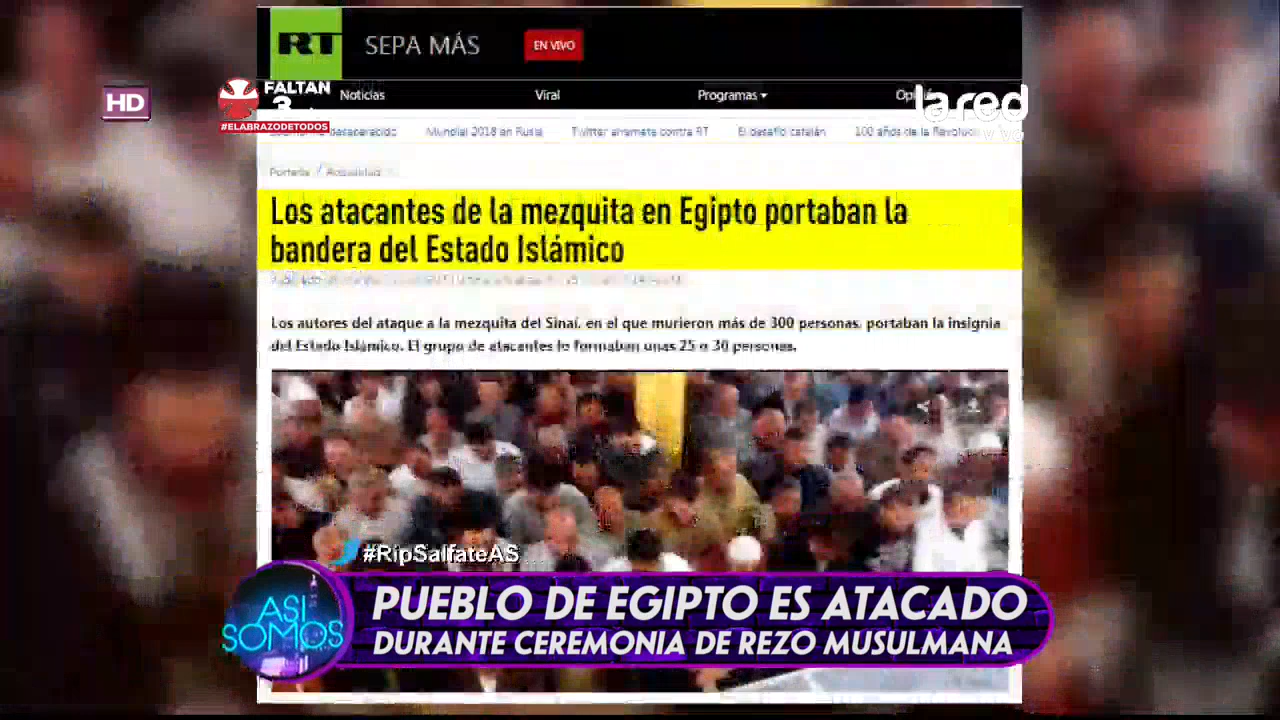 RT
SEPA MÁS
EN VIVO
HD
FALTAN
3
#ELABRAZODETODOS
Noticias
Viral
Programas
la red
Mundial 2018 en Rusia
Twitter arremete contra RT
El desafío catalán
100 años de la
Portada / Actualidad
Los atacantes de la mezquita en Egipto portaban la
bandera del Estado Islámico
Los autores del ataque a la mezquita del Sinaí, en el que murieron más de 300 personas, portaban la insignia
del Estado Islámico. El grupo de atacantes lo formaban unas 25 o 30 personas.
#RipSalfateAS
ASI
SOMOS
PUEBLO DE EGIPTO ES ATACADO
DURANTE CEREMONIA DE REZO MUSULMANA